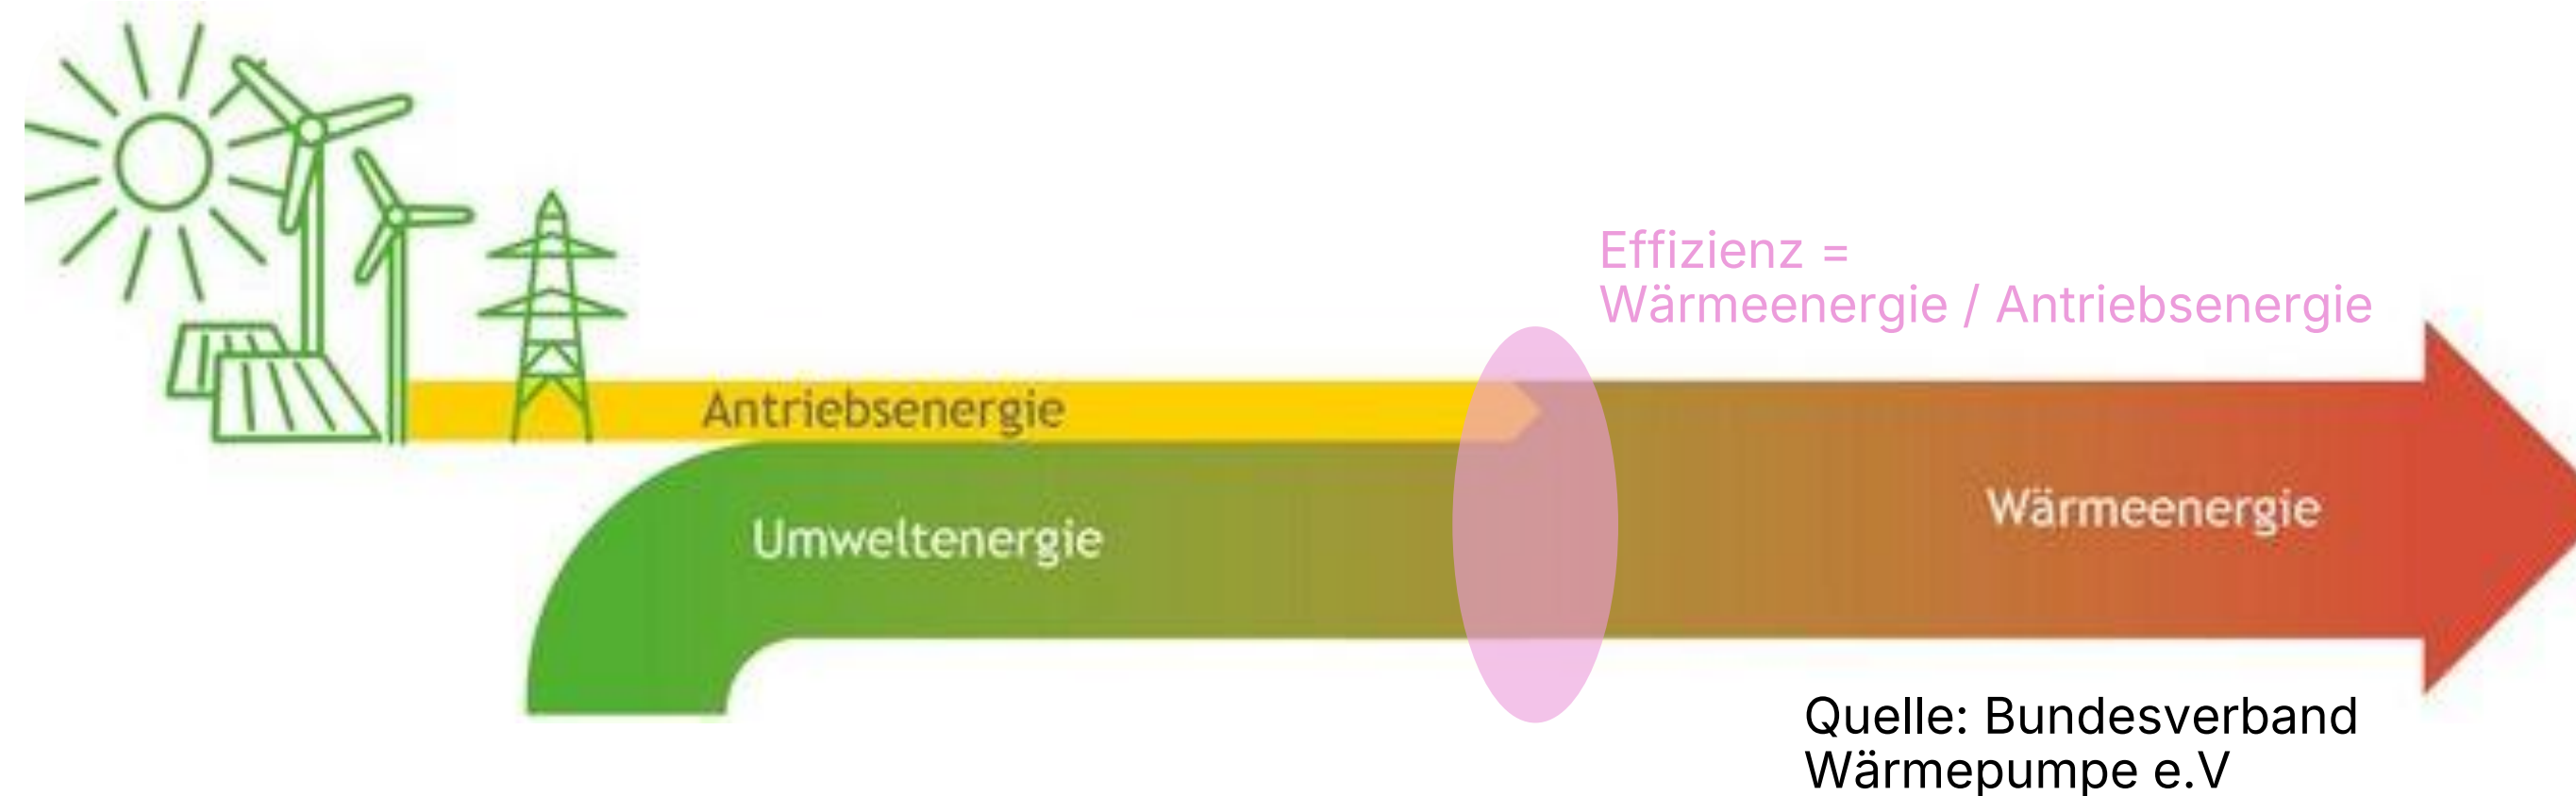 Effizienz =
Wärmeenergie / Antriebsenergie
Antriebsenergie
Umweltenergie
Wärmeenergie
Quelle: Bundesverband
Wärmepumpe e.V